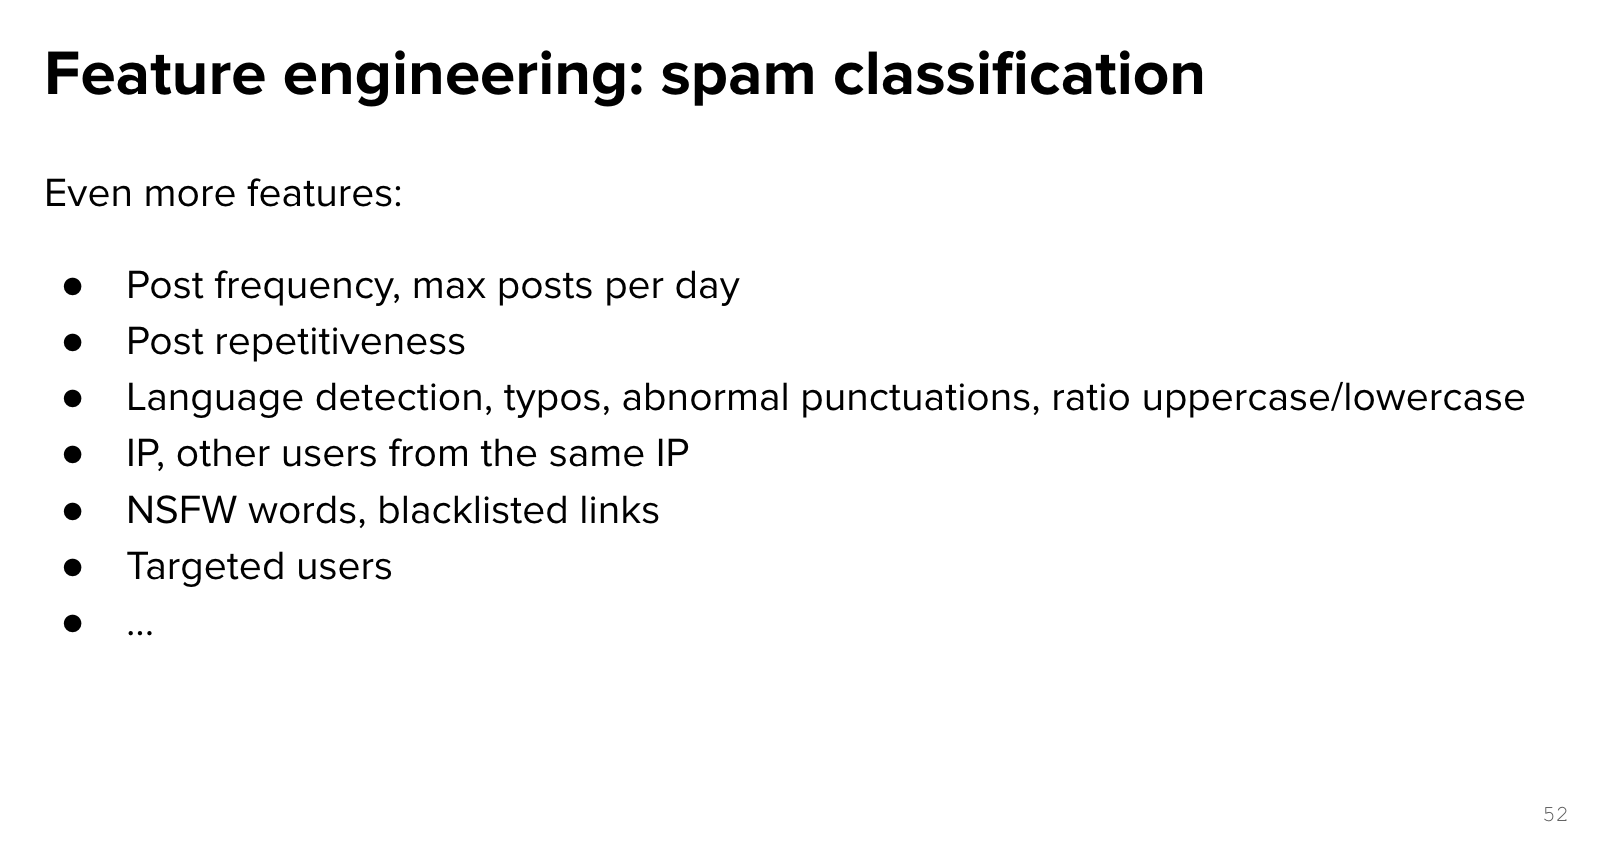 Feature engineering: spam classification
Even more features:
● Post frequency, max posts per day
● Post repetitiveness
● Language detection, typos, abnormal punctuations, ratio uppercase/lowercase
● IP, other users from the same IP
● NSFW words, blacklisted links
● Targeted users
● ...
52